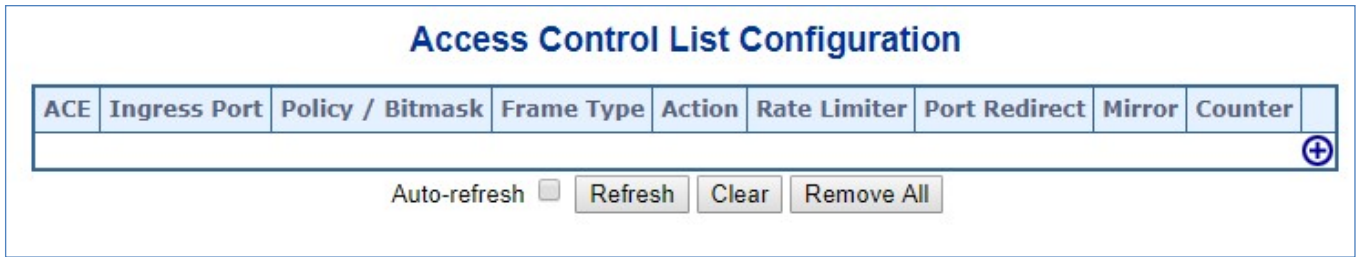 Access Control List Configuration
ACE Ingress Port Policy / Bitmask Frame Type Action Rate Limiter Port Redirect Mirror Counter
Auto-refresh Refresh Clear Remove All